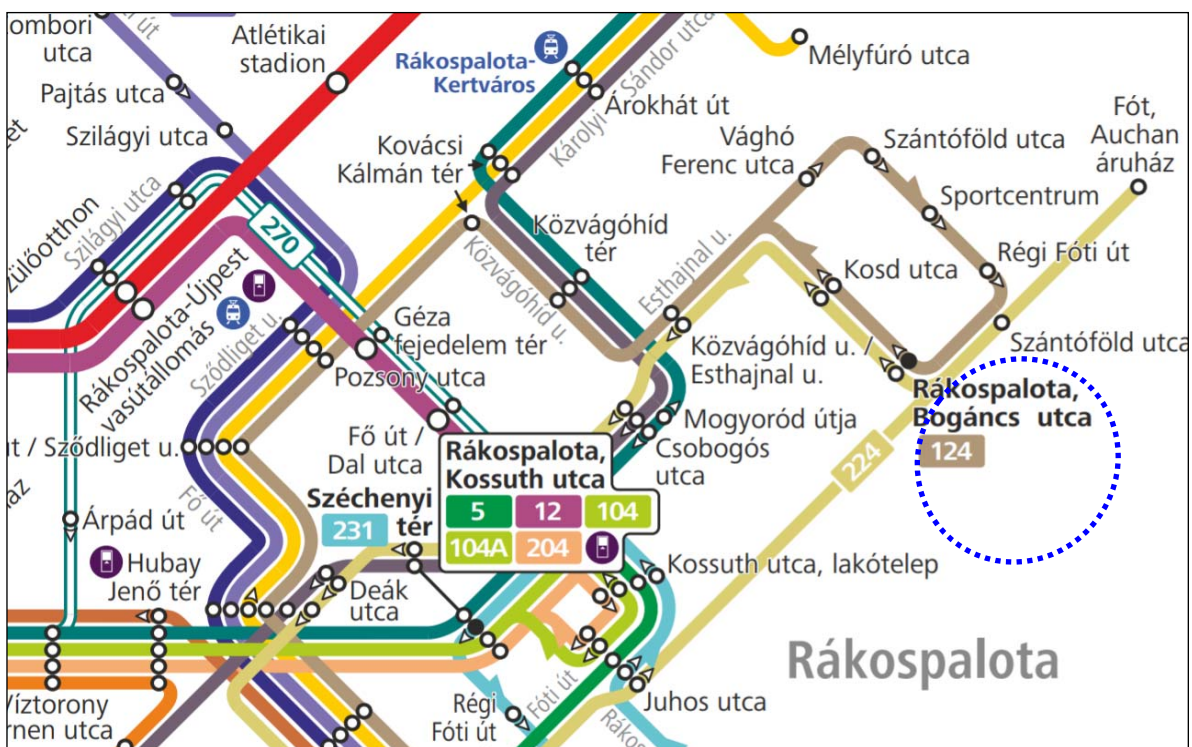 ombori
utca
Pajtás utca
Szilágyi utca
Atlétikai
stadion
Rákospalota-
Kertváros
Károlyi Sándor utca
Árokhát út
Mélyfúró utca
Kovácsi
Kálmán tér
Vághó
Ferenc utca
Szántóföld utca
Fót,
Auchan
áruház
Sportcentrum
Régi Fóti út
Kosd utca
Szántóföld utca
Közvágóhíd
tér
Közvágóhíd u.
Esthajnal u.
Közvágóhíd u. /
Esthajnal u.
zülőotthon
Szilágyi utca
270
Rákospalota-Újpest
vasútállomás
Sződliget u.
Géza
fejedelem tér
Pozsony utca
Mogyoród útja
Csobogós
utca
Rákospalota,
Bogáncs utca
124
224
út / Sződliget u.
Fő út /
Dal utca
Fő út
Rákospalota,
Kossuth utca
5
12
104
104A
204
Széchenyi
tér
231
Árpád út
Hubay
Jenő tér
Deák
utca
Kossuth utca, lakótelep
Rákospalota
Juhos utca
Fóti út
Régi
Fóti út
Rákos
Víztorony
rnen utca